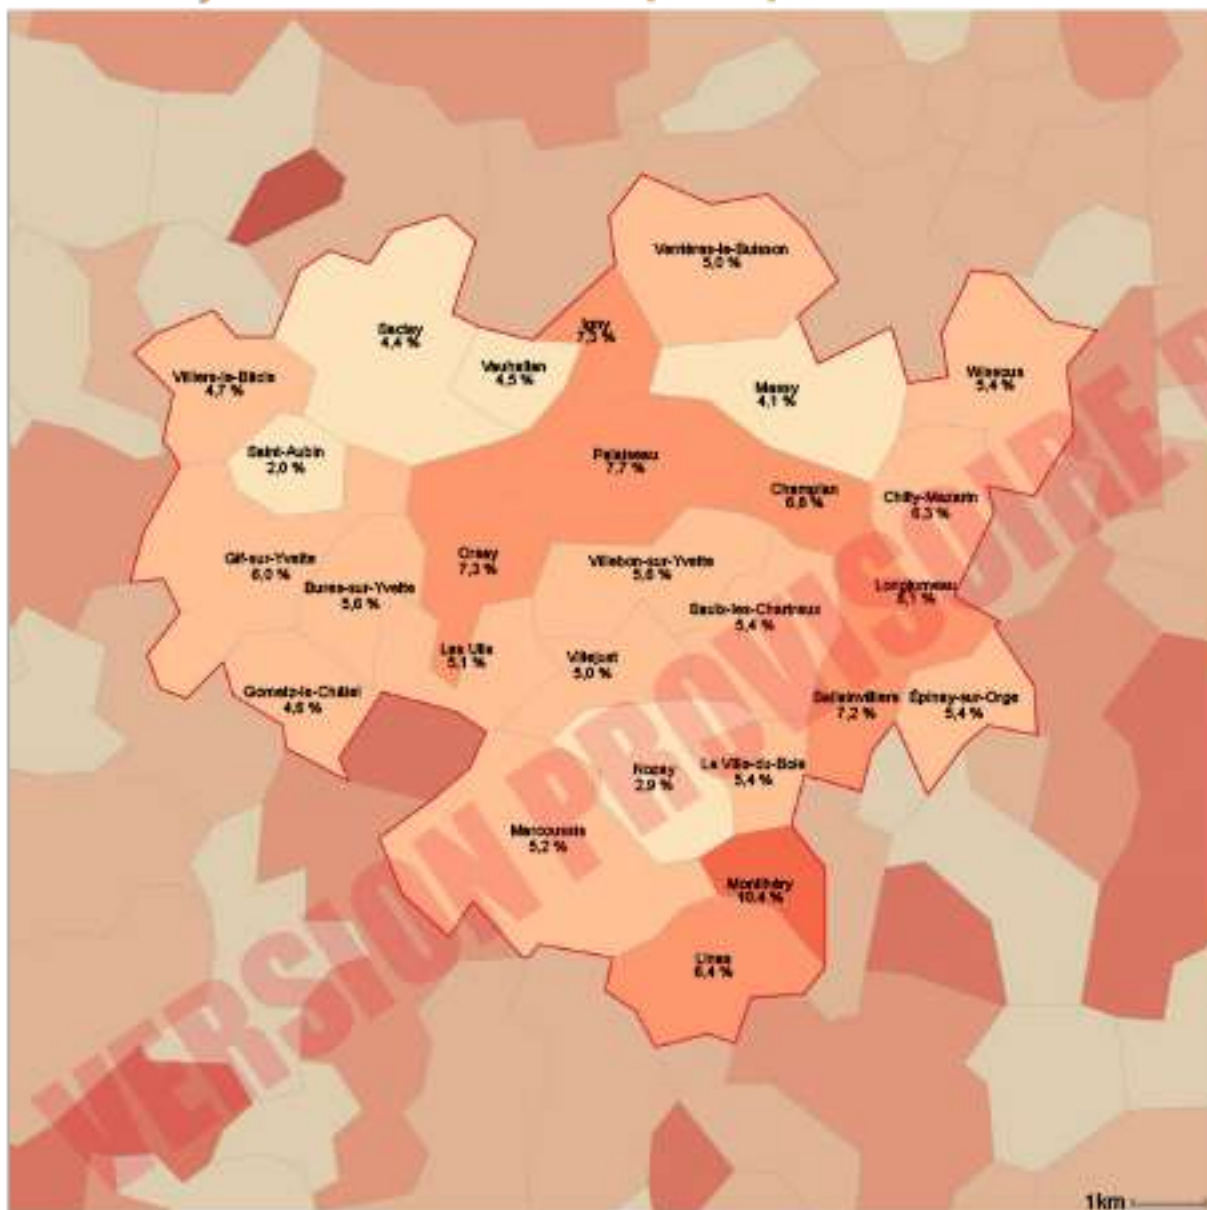 Verrières-le-Buisson
5,0 %
Igny
7,3 %
Saclay
4,4 %
Vauhallan
4,5 %
Villiers-le-Bâcle
4,7 %
Massy
4,1 %
Wissous
5,4 %
Saint-Aubin
2,0 %
Palaiseau
7,7 %
Champlan
6,8 %
Chilly-Mazarin
6,3 %
Gif-sur-Yvette
6,0 %
Orsay
7,3 %
Villebon-sur-Yvette
5,8 %
Bures-sur-Yvette
5,6 %
Longjumeau
Saulx-les-Chartreux
5,4 %
Les Ulis
5,1 %
Villejust
5,0 %
Gometz-le-Châtel
4,6 %
Ballainvilliers
7,2 %
Épinay-sur-Orge
5,4 %
Nozay
2,9 %
La Ville-du-Bois
5,4 %
Marcoussis
5,2 %
Montlhéry
10,4 %
Linas
6,4 %
VERSION PROVISOIRE
1km